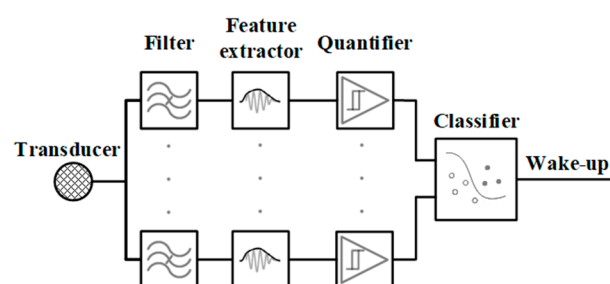 Filter
Feature
extractor
Quantifier
Transducer
Classifier
Wake-up